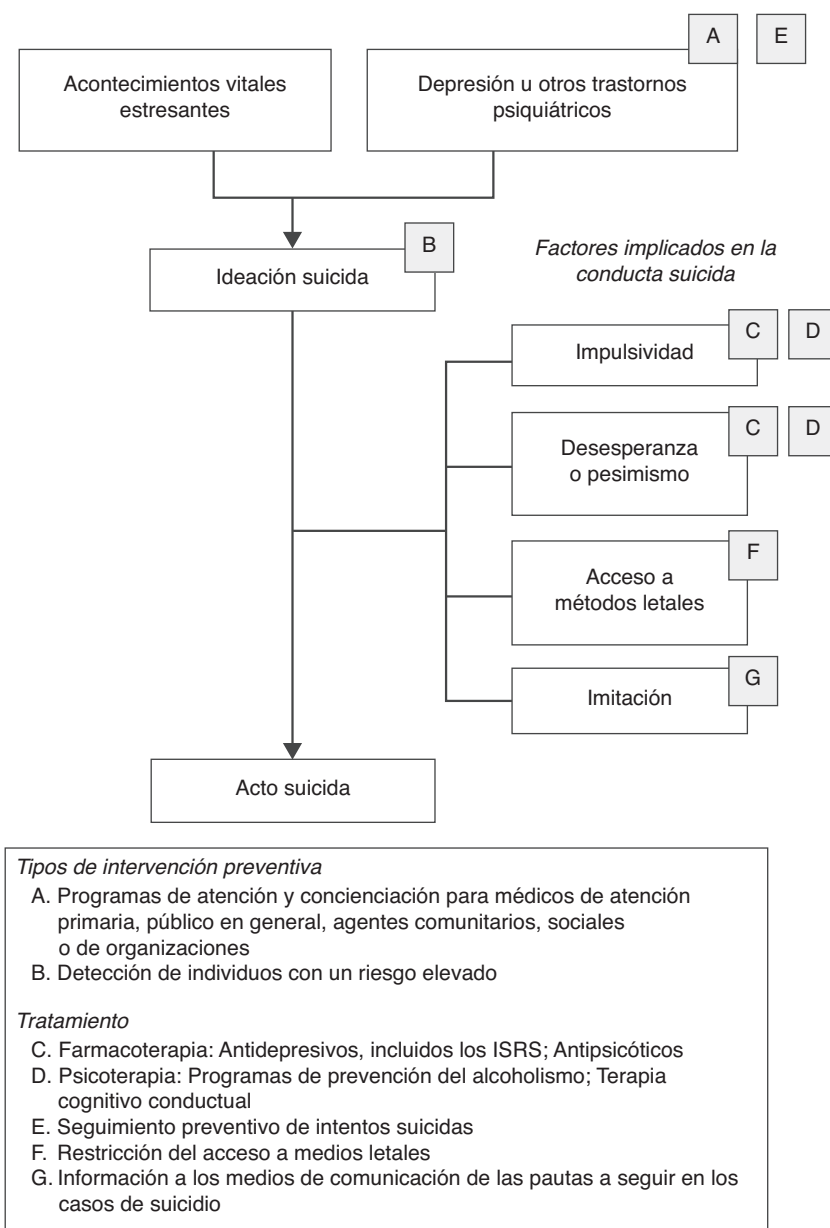 A
E
Acontecimientos vitales
estresantes
Depresión u otros trastornos
psiquiátricos
B
Ideación suicida
Factores implicados en la
conducta suicida
C
D
Impulsividad
C
D
Desesperanza
o pesimismo
F
Acceso a
métodos letales
G
Imitación
Acto suicida
Tipos de intervención preventiva
A. Programas de atención y concienciación para médicos de atención
primaria, público en general, agentes comunitarios, sociales
o de organizaciones
B. Detección de individuos con un riesgo elevado
Tratamiento
C. Farmacoterapia: Antidepresivos, incluidos los ISRS; Antipsicóticos
D. Psicoterapia: Programas de prevención del alcoholismo; Terapia
cognitivo conductual
E. Seguimiento preventivo de intentos suicidas
F. Restricción del acceso a medios letales
G. Información a los medios de comunicación de las pautas a seguir en los
casos de suicidio